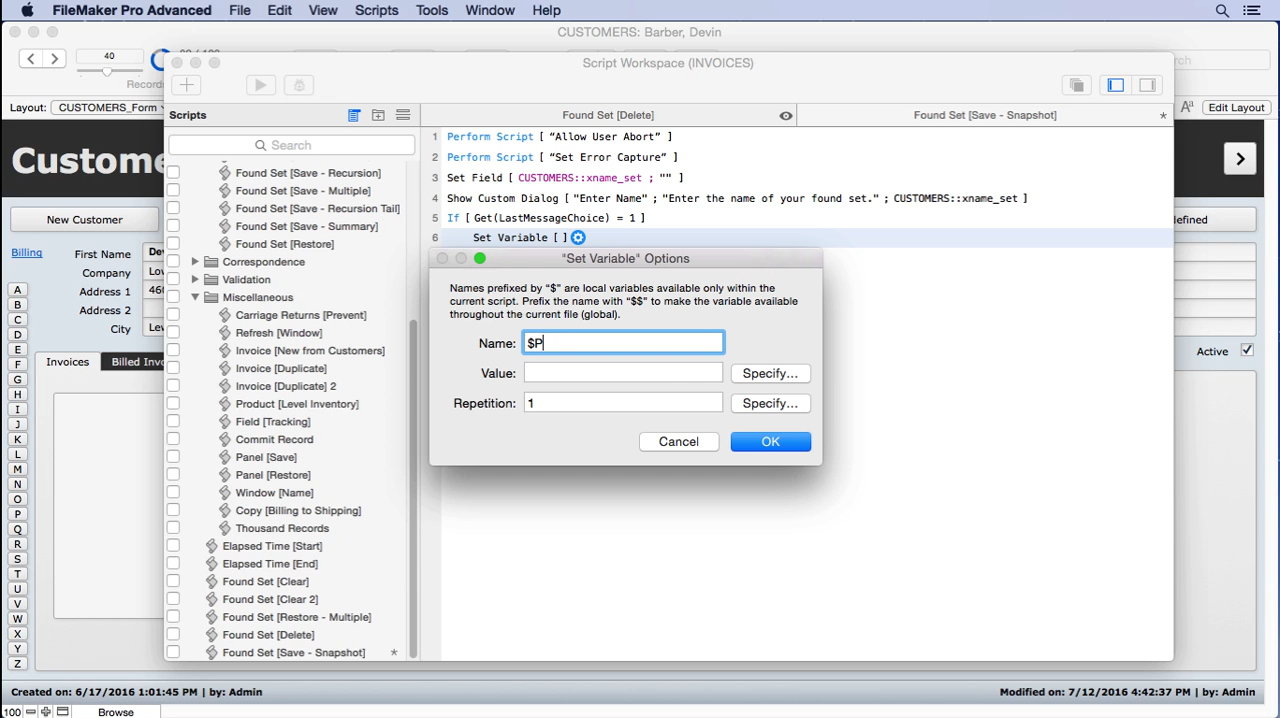 FileMaker Pro Advanced File Edit View Scripts Tools Window Help
CUSTOMERS: Barber, Devin
40
Script Workspace (INVOICES)
Layout: CUSTOMERS_Form
Edit Layout
Scripts
Found Set [Delete]
Found Set [Save - Snapshot] *
Search
1 Perform Script [ “Allow User Abort” ]
2 Perform Script [ “Set Error Capture” ]
3 Set Field [ CUSTOMERS::xname_set ; "" ]
4 Show Custom Dialog [ "Enter Name" ; "Enter the name of your found set." ; CUSTOMERS::xname_set ]
5 If [ Get(LastMessageChoice) = 1 ]
6 Set Variable [ ]
"Set Variable" Options
Names prefixed by “$” are local variables available only within the
current script. Prefix the name with “$$” to make the variable available
throughout the current file (global).
Name: $P
Value: Specify...
Repetition: 1 Specify...
Cancel OK
Found Set [Save - Recursion]
Found Set [Save - Multiple]
Found Set [Save - Recursion Tail]
Found Set [Save - Summary]
Found Set [Restore]
Correspondence
Validation
Miscellaneous
Carriage Returns [Prevent]
Refresh [Window]
Invoice [New from Customers]
Invoice [Duplicate]
Invoice [Duplicate] 2
Product [Level Inventory]
Field [Tracking]
Commit Record
Panel [Save]
Panel [Restore]
Window [Name]
Copy [Billing to Shipping]
Thousand Records
Elapsed Time [Start]
Elapsed Time [End]
Found Set [Clear]
Found Set [Clear 2]
Found Set [Restore - Multiple]
Found Set [Delete]
Found Set [Save - Snapshot] *
New Customer
Billing
First Name
Company
Address 1
Address 2
City
A
B
C
D
E
F
G
H
I
J
K
L
M
N
O
P
Q
R
S
T
U
V
W
X
Y
Z
Invoices
Active
Created on: 6/17/2016 1:01:45 PM | by: Admin
Modified on: 7/12/2016 4:42:37 PM | by: Admin
100 Browse